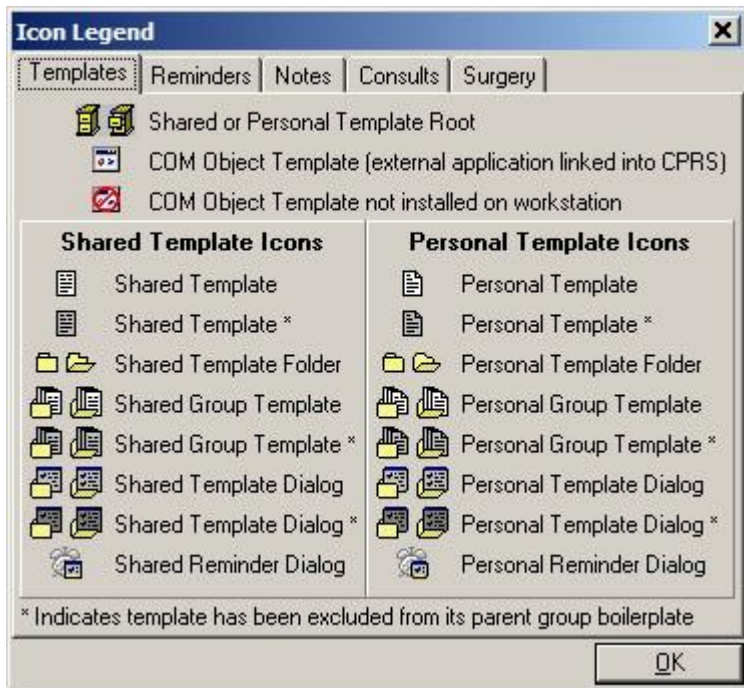 Icon Legend
Templates Reminders Notes Consults Surgery
Shared or Personal Template Root
COM Object Template (external application linked into CPRS)
COM Object Template not installed on workstation
Shared Template Icons
Shared Template
Shared Template *
Shared Template Folder
Shared Group Template
Shared Group Template *
Shared Template Dialog
Shared Template Dialog *
Shared Reminder Dialog
Personal Template Icons
Personal Template
Personal Template *
Personal Template Folder
Personal Group Template
Personal Group Template *
Personal Template Dialog
Personal Template Dialog *
Personal Reminder Dialog
* Indicates template has been excluded from its parent group boilerplate
OK